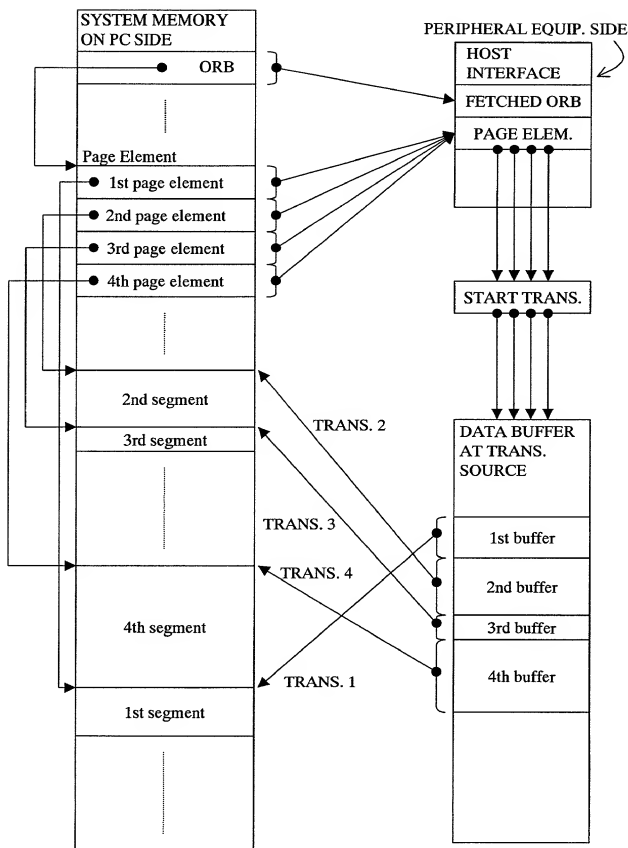 SYSTEM MEMORY
ON PC SIDE
ORB
Page Element
1st page element
2nd page element
3rd page element
4th page element
2nd segment
3rd segment
4th segment
1st segment
TRANS. 2
TRANS. 3
TRANS. 4
TRANS. 1
PERIPHERAL EQUIP. SIDE
HOST
INTERFACE
FETCHED ORB
PAGE ELEM.
START TRANS.
DATA BUFFER
AT TRANS.
SOURCE
1st buffer
2nd buffer
3rd buffer
4th buffer